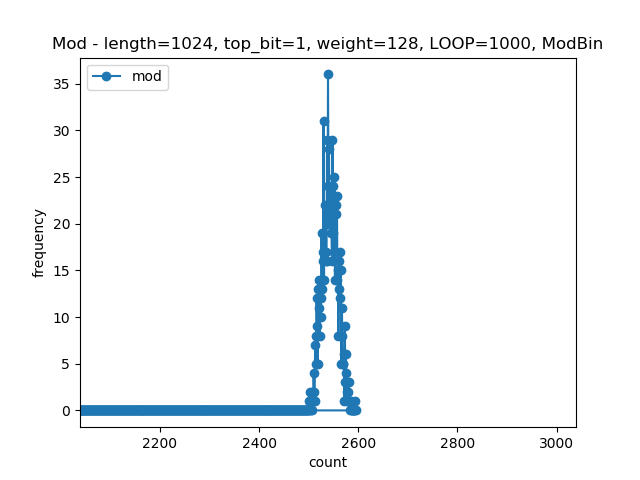 Mod - length=1024, top_bit=1, weight=128, LOOP=1000, ModBin
mod
35
30
25
20
15
10
5
0
frequency
2200 2400 2600 2800 3000
count